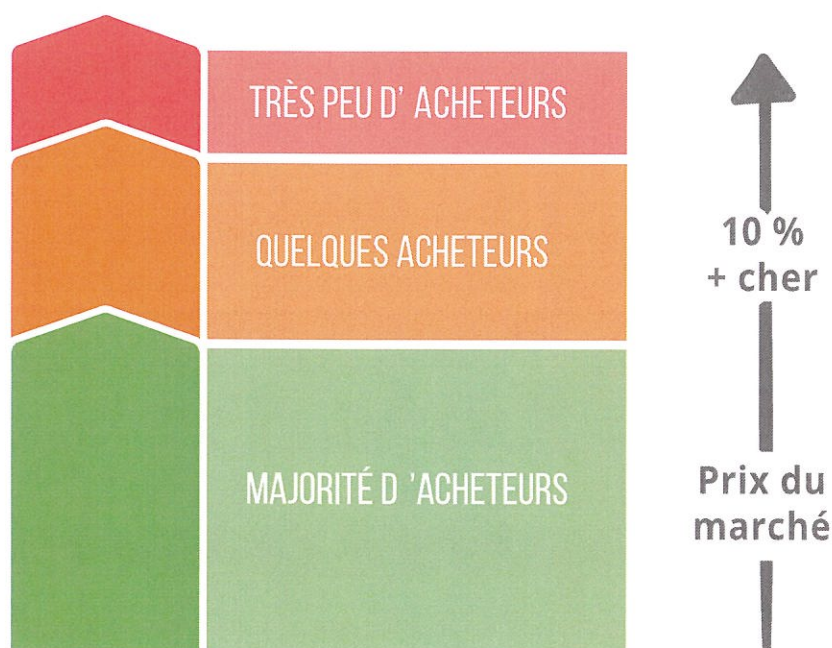 TRÈS PEU D' ACHETEURS
10 %
+ cher
QUELQUES ACHETEURS
Prix du
marché
MAJORITÉ D 'ACHETEURS